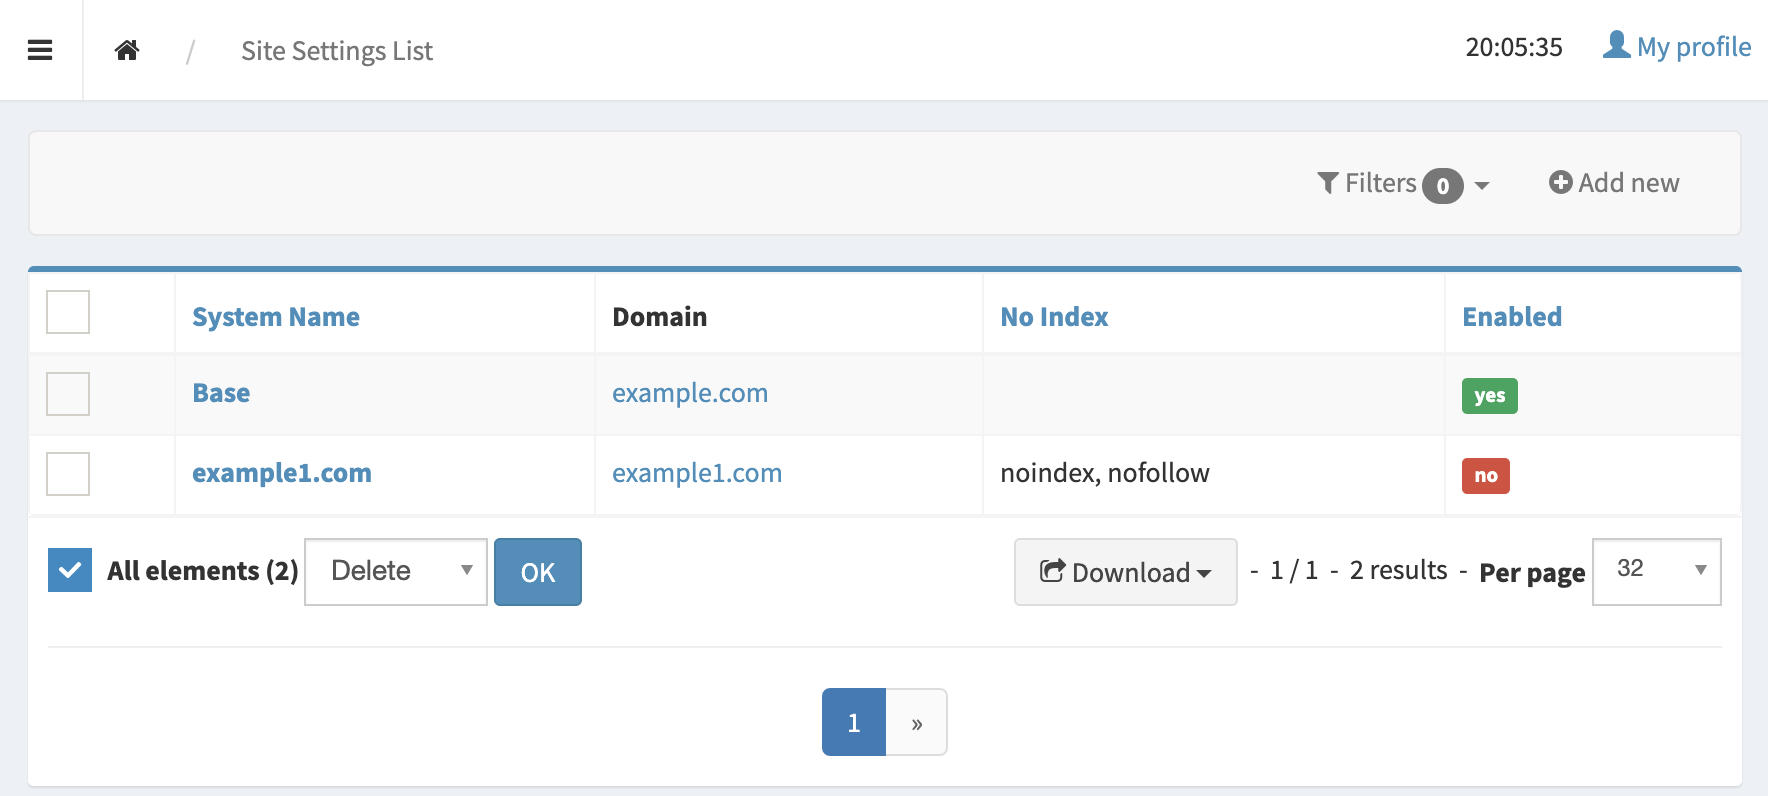 / Site Settings List 20:05:35 My profile
Filters 0 Add new
System Name Domain No Index Enabled
Base example.com yes
example1.com example1.com noindex, nofollow no
All elements (2) Delete OK Download - 1 / 1 - 2 results - Per page 32
1 »